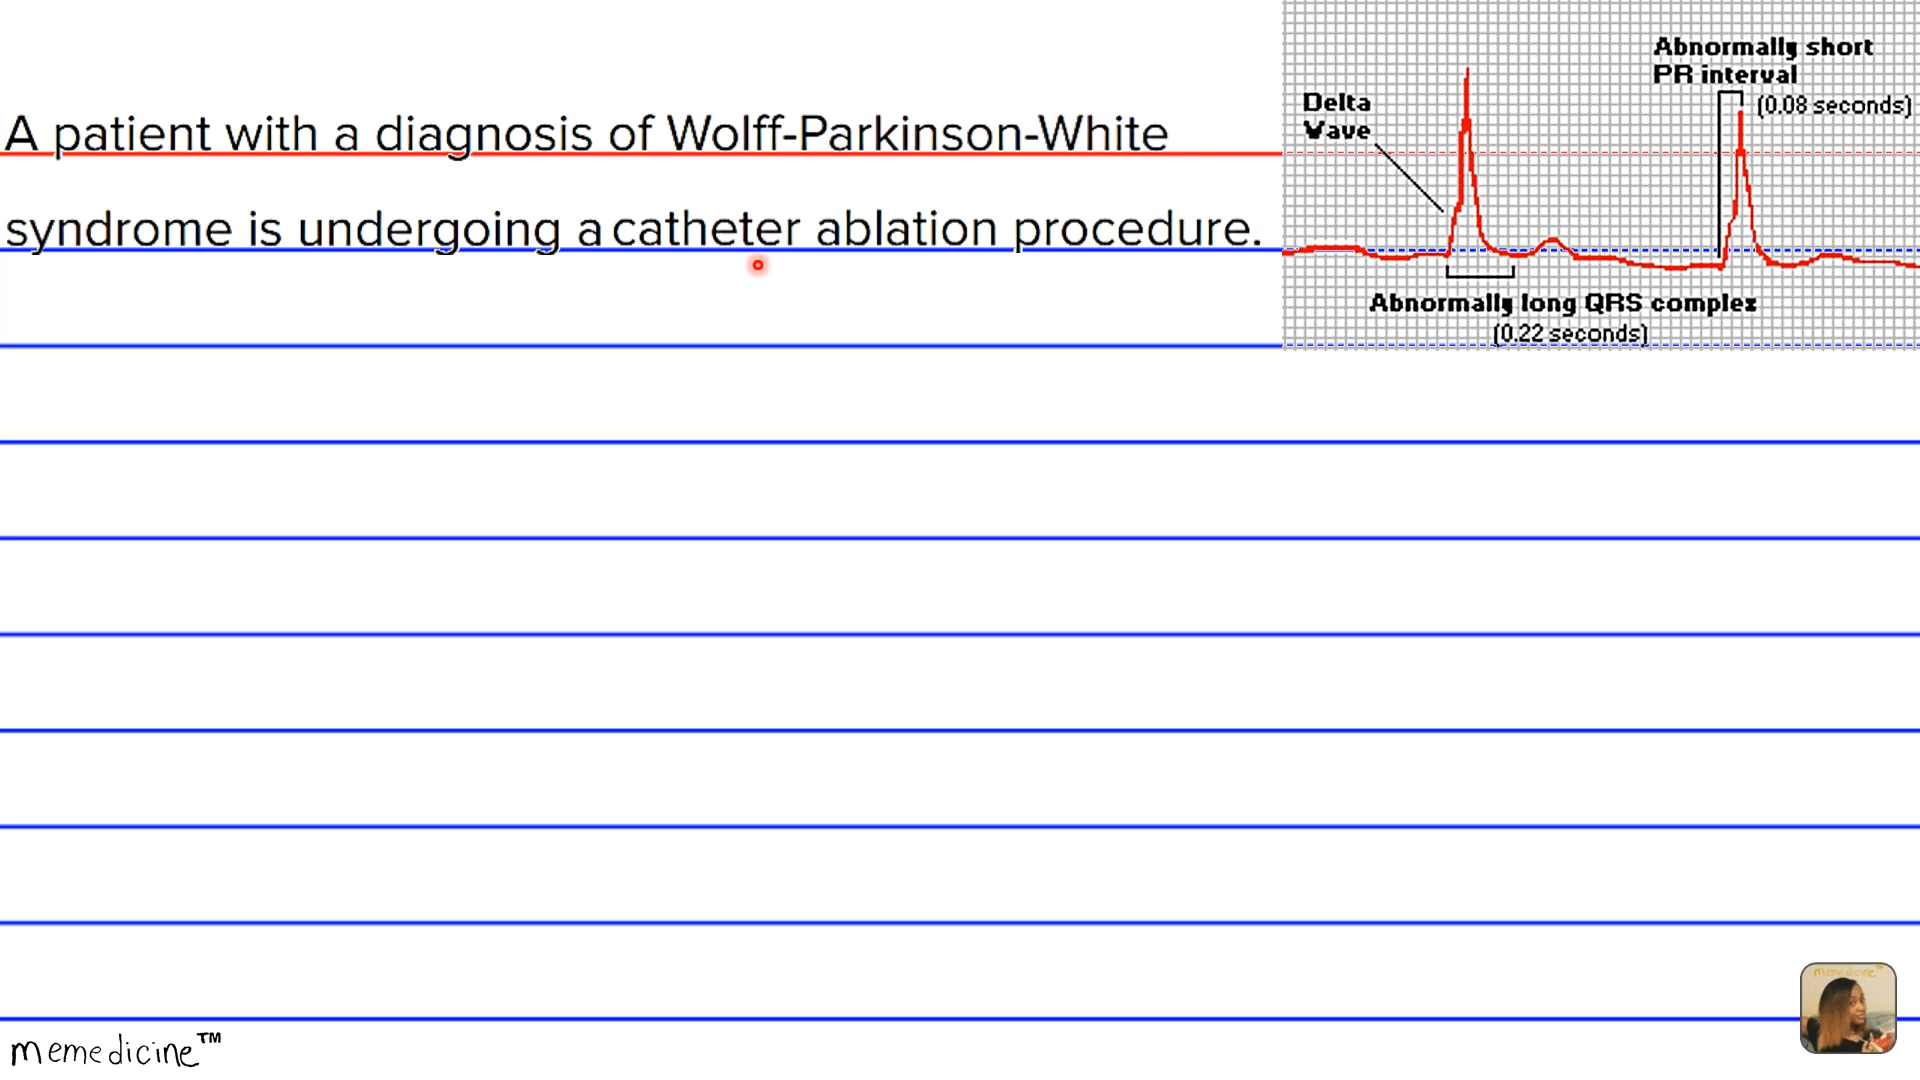 A patient with a diagnosis of Wolff-Parkinson-White
syndrome is undergoing a catheter ablation procedure.
Abnormally short
PR interval
(0.08 seconds)
Delta
Wave
Abnormally long QRS complex
(0.22 seconds)
memedicine™
memedicine™